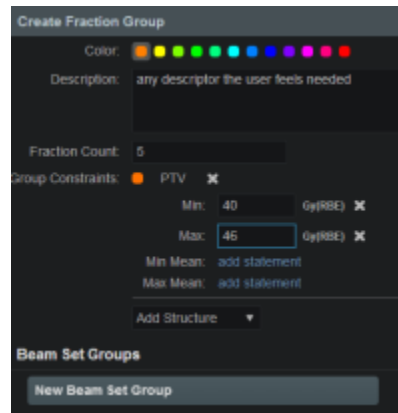 Create Fraction Group
Color:
Description: any descriptor the user feels needed
Fraction Count: 5
Group Constraints: PTV
Min: 40 Gy(RBE)
Max: 46 Gy(RBE)
Min Mean: add statement
Max Mean: add statement
Add Structure
Beam Set Groups
New Beam Set Group